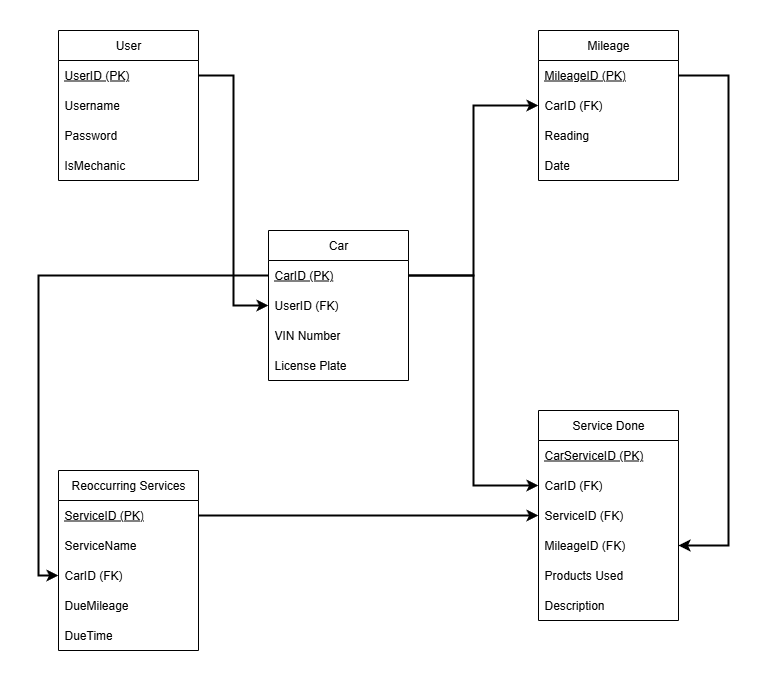 User
UserID (PK)
Username
Password
IsMechanic
Mileage
MileageID (PK)
CarID (FK)
Reading
Date
Car
CarID (PK)
UserID (FK)
VIN Number
License Plate
Reoccurring Services
ServiceID (PK)
ServiceName
CarID (FK)
DueMileage
DueTime
Service Done
CarServiceID (PK)
CarID (FK)
ServiceID (FK)
MileageID (FK)
Products Used
Description